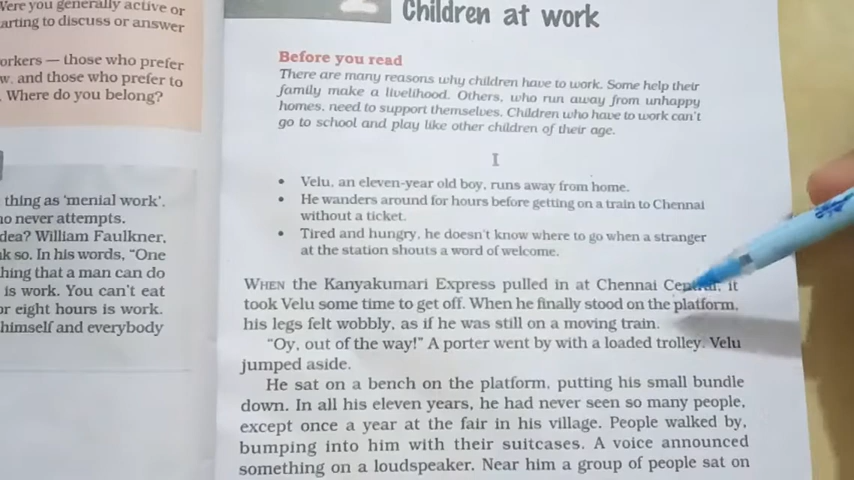 Were you generally active or
arting to discuss or answer
orkers — those who prefer
w, and those who prefer to
. Where do you belong?
thing as 'menial work'.
o never attempts.
dea? William Faulkner,
k so. In his words, "One
hing that a man can do
is work. You can't eat
or eight hours is work.
himself and everybody
Children at work
Before you read
There are many reasons why children have to work. Some help their
family make a livelihood. Others, who run away from unhappy
homes, need to support themselves. Children who have to work can't
go to school and play like other children of their age.
I
• Velu, an eleven-year old boy, runs away from home.
• He wanders around for hours before getting on a train to Chennai
without a ticket.
• Tired and hungry, he doesn't know where to go when a stranger
at the station shouts a word of welcome.
WHEN the Kanyakumari Express pulled in at Chennai Central, it
took Velu some time to get off. When he finally stood on the platform,
his legs felt wobbly, as if he was still on a moving train.
"Oy, out of the way!" A porter went by with a loaded trolley. Velu
jumped aside.
He sat on a bench on the platform, putting his small bundle
down. In all his eleven years, he had never seen so many people,
except once a year at the fair in his village. People walked by,
bumping into him with their suitcases. A voice announced
something on a loudspeaker. Near him a group of people sat on